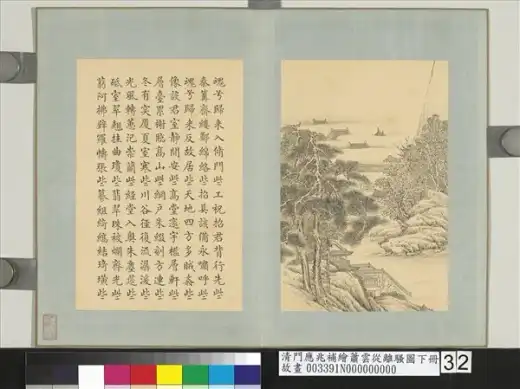 魂兮歸來入脩門些工祝招君背行先些
秦篝齊縷鄭綿絡些招具該備永嘯呼些
魂兮歸來反故居些天地四方多賊姦些
像設君室靜閒安些高堂邃宇檻層軒些
層臺累榭臨高山些網戶朱綴刻方連些
冬有突廈夏室寒些川谷徑復流潺湲些
光風轉蕙汜崇蘭些經堂入奧朱塵筵些
砥室翠翹挂曲瓊些翡翠珠被爛齊光些
蒻阿拂壁羅幬張些纂組綺縞結琦璜些
清門應兆補繪蕭雲從離騷圖下冊
故畫 003391N000000000
32